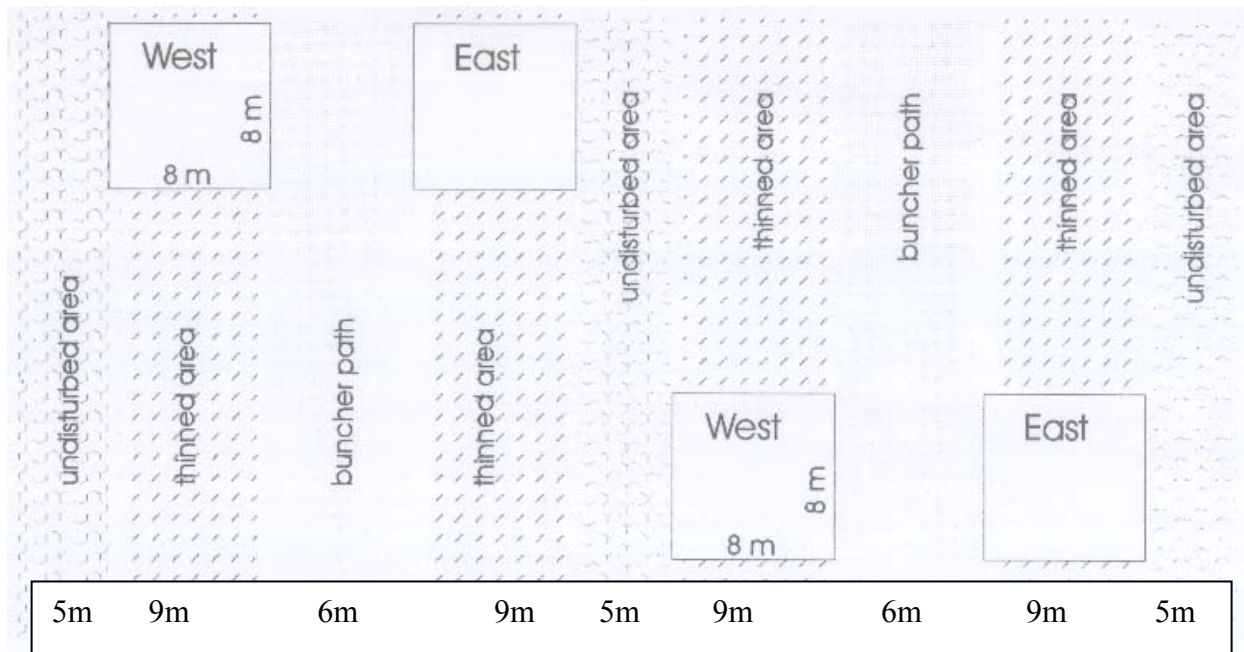 West
8 m
8 m
East
undisturbed area
thinned area
buncher path
thinned area
undisturbed area
thinned area
buncher path
thinned area
undisturbed area
West
8 m
8 m
East
5m 9m 6m 9m 5m 9m 6m 9m 5m